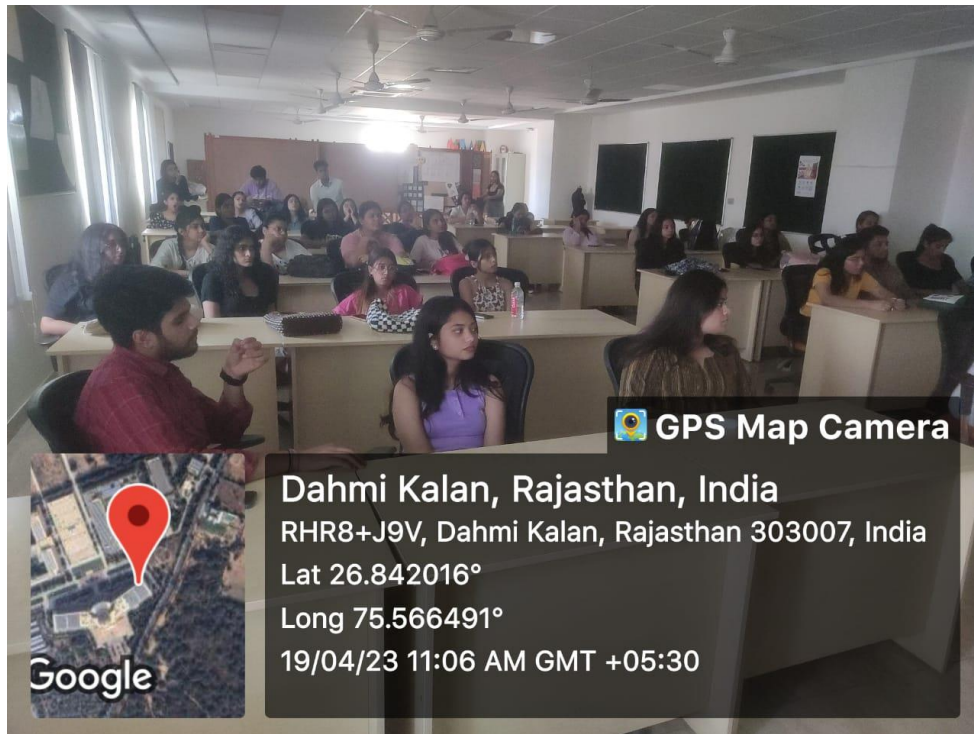 GPS Map Camera
Dahmi Kalan, Rajasthan, India
RHR8+J9V, Dahmi Kalan, Rajasthan 303007, India
Lat 26.842016°
Long 75.566491°
19/04/23 11:06 AM GMT +05:30
Google